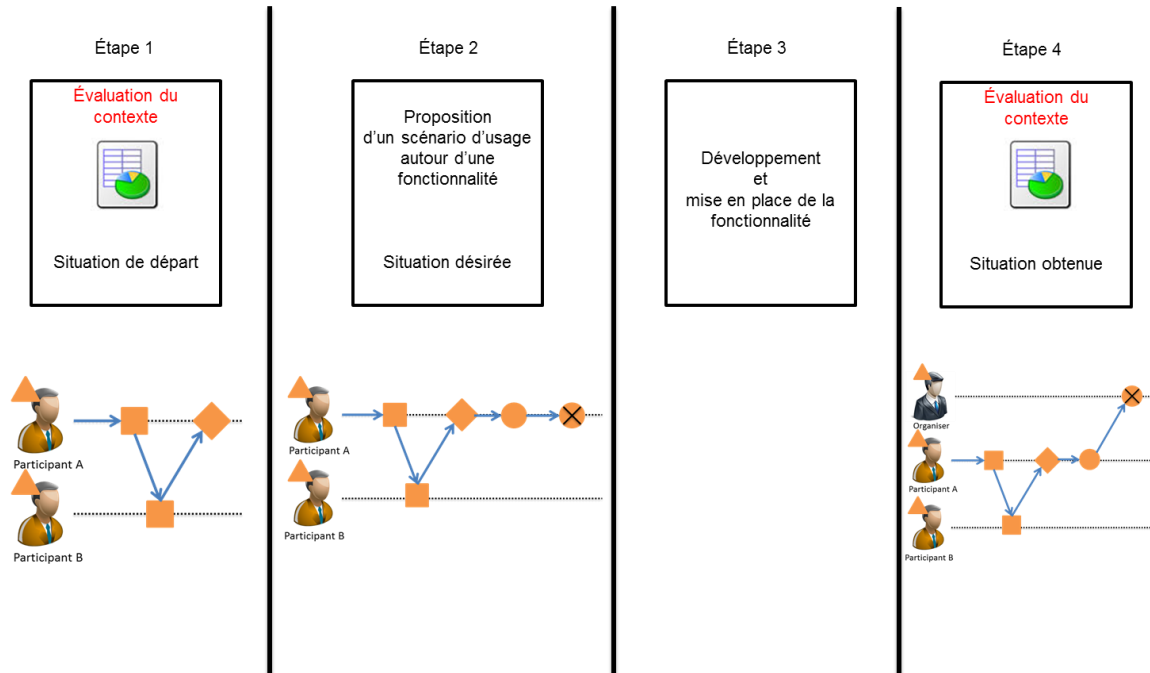 Étape 1
Évaluation du
contexte
Situation de départ
Participant A
Participant B
Étape 2
Proposition
d'un scénario d'usage
autour d'une
fonctionnalité
Situation désirée
Participant A
Participant B
Étape 3
Développement
et
mise en place de la
fonctionnalité
Étape 4
Évaluation du
contexte
Situation obtenue
Organiser
Participant A
Participant B